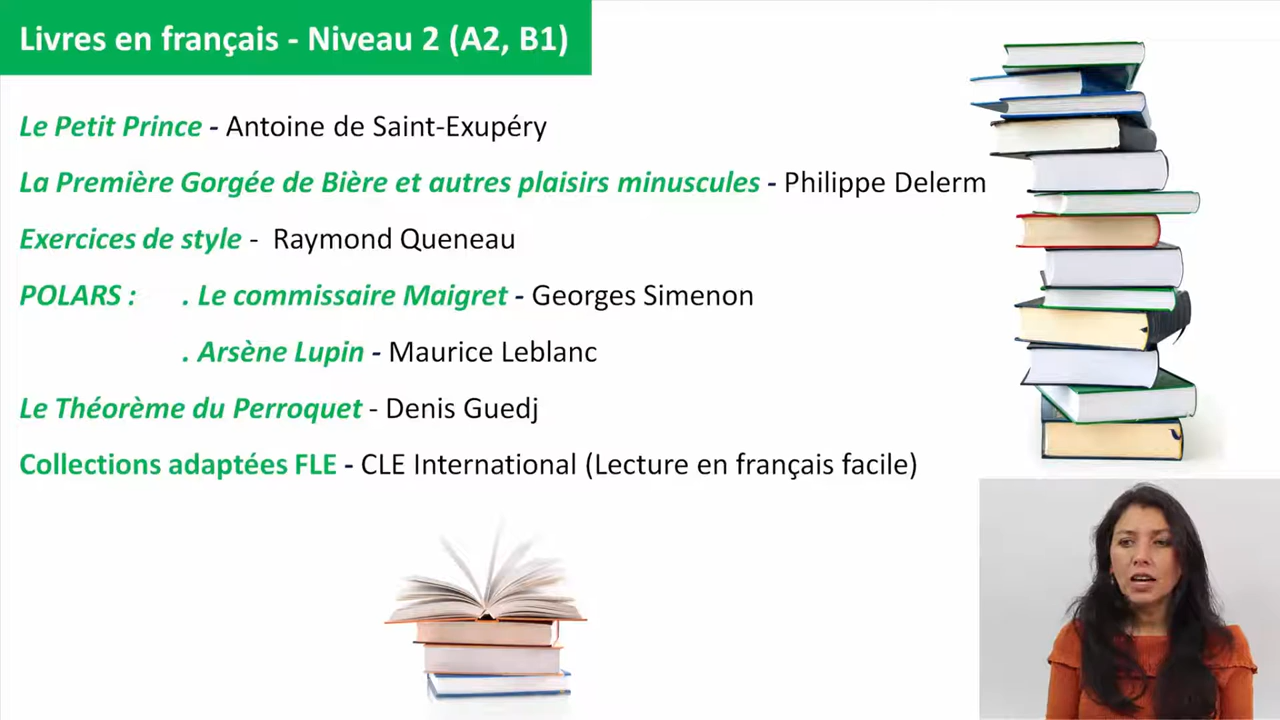 Livres en français - Niveau 2 (A2, B1)
Le Petit Prince - Antoine de Saint-Exupéry
La Première Gorgée de Bière et autres plaisirs minuscules - Philippe Delerm
Exercices de style - Raymond Queneau
POLARS : . Le commissaire Maigret - Georges Simenon
. Arsène Lupin - Maurice Leblanc
Le Théorème du Perroquet - Denis Guedj
Collections adaptées FLE - CLE International (Lecture en français facile)